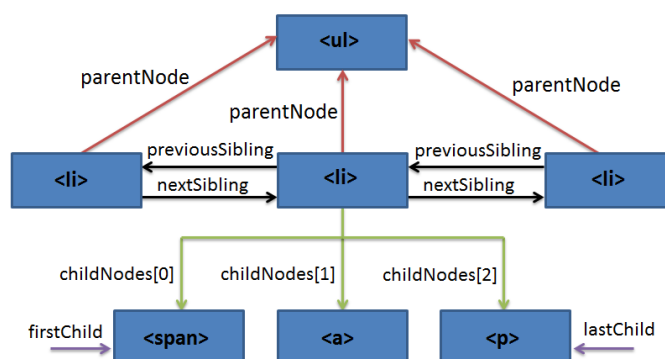 <ul>
parentNode
parentNode
parentNode
previousSibling
previousSibling
<li>
<li>
<li>
nextSibling
nextSibling
childNodes[0]
childNodes[1]
childNodes[2]
firstChild
<span>
<a>
<p>
lastChild